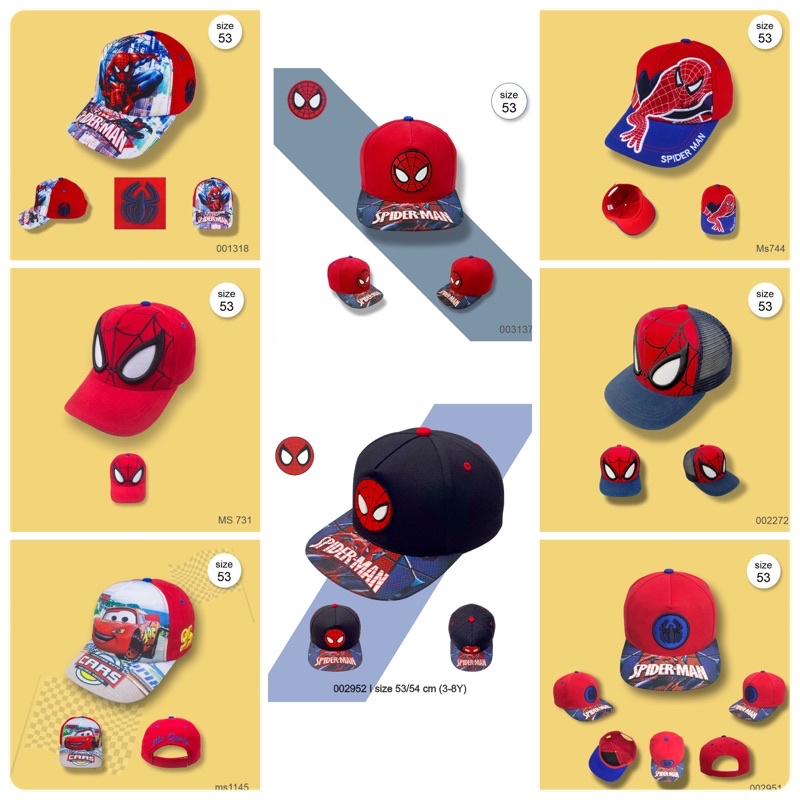 size
53
SPIDER-MAN
001318
size
53
SPIDER-MAN
003137
size
53
SPIDER MAN
Ms744
size
53
MS 731
SPIDER-MAN
SPIDER-MAN
SPIDER-MAN
002952 I size 53/54 cm (3-8Y)
size
53
002272
size
53
95
CARS
CARS
ms1145
size
53
SPIDER-MAN
002951